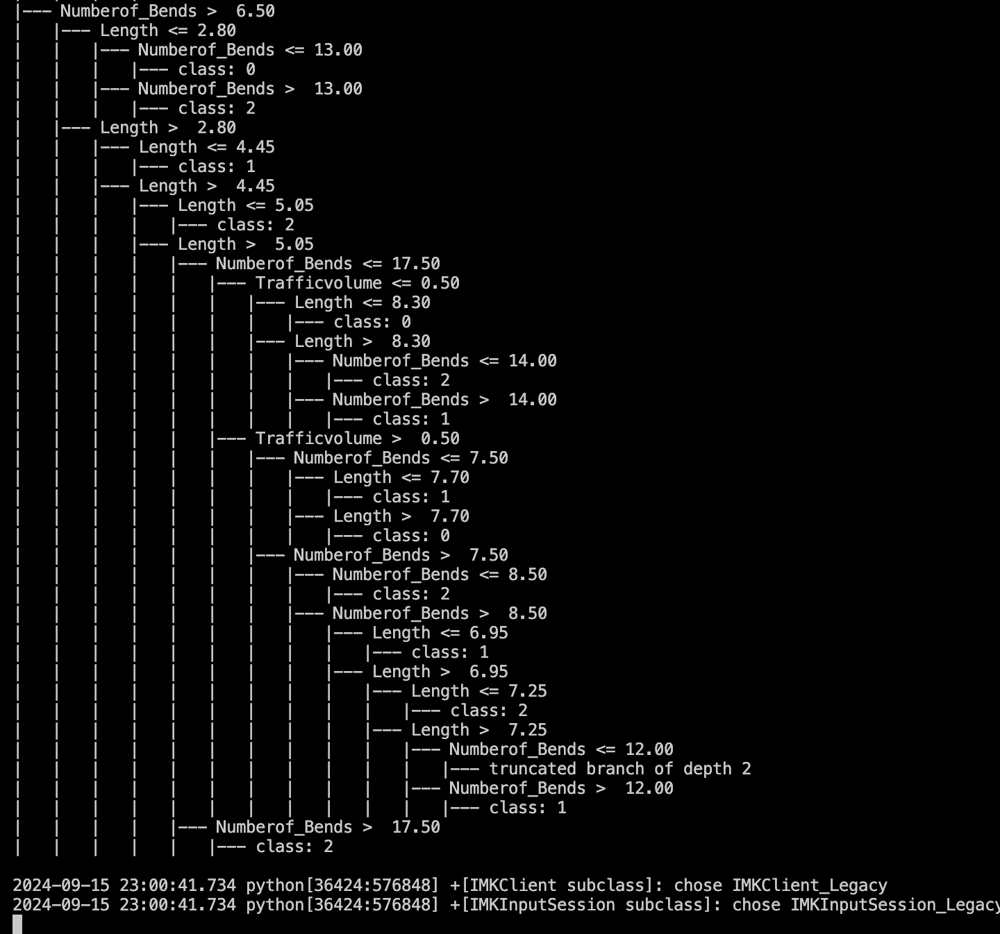 |--- Numberof_Bends >  6.50
|   |--- Length <= 2.80
|   |   |--- Numberof_Bends <= 13.00
|   |   |   |--- class: 0
|   |   |--- Numberof_Bends >  13.00
|   |   |   |--- class: 2
|   |--- Length >  2.80
|   |   |--- Length <= 4.45
|   |   |   |--- class: 1
|   |   |--- Length >  4.45
|   |   |   |--- Length <= 5.05
|   |   |   |   |--- class: 2
|   |   |   |--- Length >  5.05
|   |   |   |   |--- Numberof_Bends <= 17.50
|   |   |   |   |   |--- Trafficvolume <= 0.50
|   |   |   |   |   |   |--- Length <= 8.30
|   |   |   |   |   |   |   |--- class: 0
|   |   |   |   |   |   |--- Length >  8.30
|   |   |   |   |   |   |   |--- Numberof_Bends <= 14.00
|   |   |   |   |   |   |   |   |--- class: 2
|   |   |   |   |   |   |   |--- Numberof_Bends >  14.00
|   |   |   |   |   |   |   |   |--- class: 1
|   |   |   |   |   |--- Trafficvolume >  0.50
|   |   |   |   |   |   |--- Numberof_Bends <= 7.50
|   |   |   |   |   |   |   |--- Length <= 7.70
|   |   |   |   |   |   |   |   |--- class: 1
|   |   |   |   |   |   |   |--- Length >  7.70
|   |   |   |   |   |   |   |   |--- class: 0
|   |   |   |   |   |   |--- Numberof_Bends >  7.50
|   |   |   |   |   |   |   |--- Numberof_Bends <= 8.50
|   |   |   |   |   |   |   |   |--- class: 2
|   |   |   |   |   |   |   |--- Numberof_Bends >  8.50
|   |   |   |   |   |   |   |   |--- Length <= 6.95
|   |   |   |   |   |   |   |   |   |--- class: 1
|   |   |   |   |   |   |   |   |--- Length >  6.95
|   |   |   |   |   |   |   |   |   |--- Length <= 7.25
|   |   |   |   |   |   |   |   |   |   |--- class: 2
|   |   |   |   |   |   |   |   |   |--- Length >  7.25
|   |   |   |   |   |   |   |   |   |   |--- Numberof_Bends <= 12.00
|   |   |   |   |   |   |   |   |   |   |   |--- truncated branch of depth 2
|   |   |   |   |   |   |   |   |   |   |--- Numberof_Bends >  12.00
|   |   |   |   |   |   |   |   |   |   |   |--- class: 1
|   |   |   |   |--- Numberof_Bends >  17.50
|   |   |   |   |   |--- class: 2
2024-09-15 23:00:41.734 python[36424:576848] +[IMKClient subclass]: chose IMKClient_Legacy
2024-09-15 23:00:41.734 python[36424:576848] +[IMKInputSession subclass]: chose IMKInputSession_Legacy